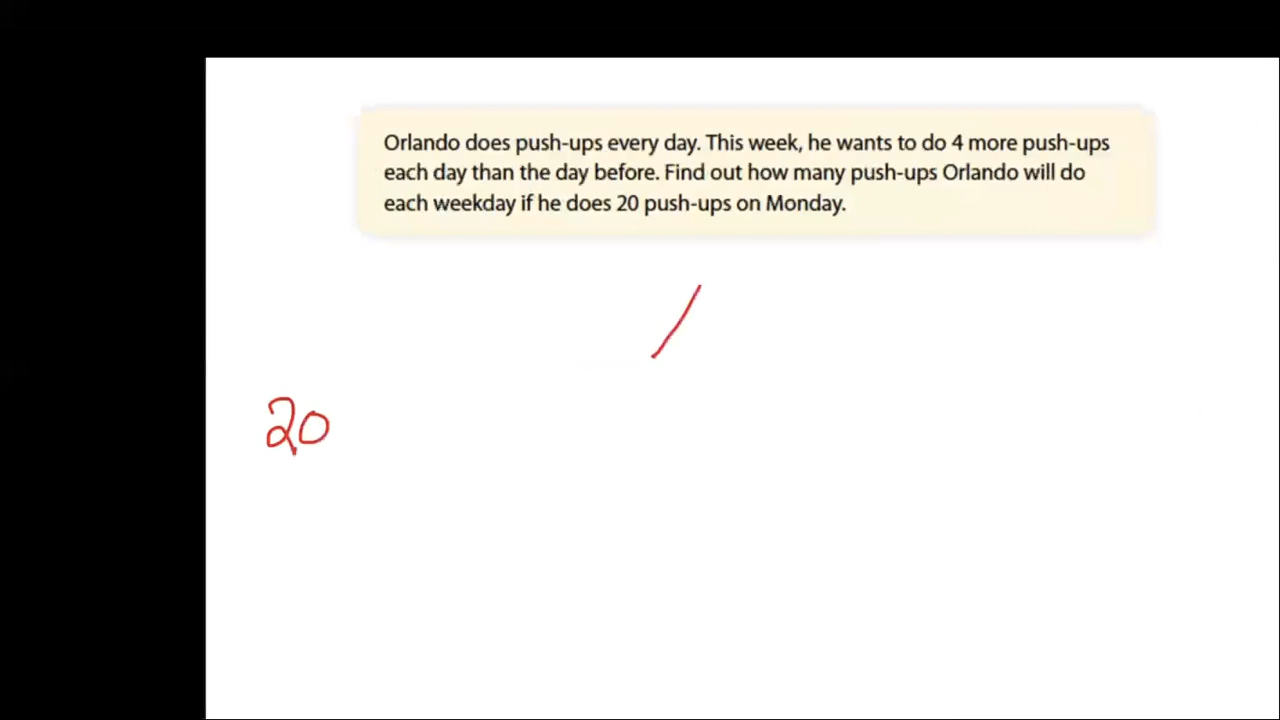 Orlando does push-ups every day. This week, he wants to do 4 more push-ups
each day than the day before. Find out how many push-ups Orlando will do
each weekday if he does 20 push-ups on Monday.
20